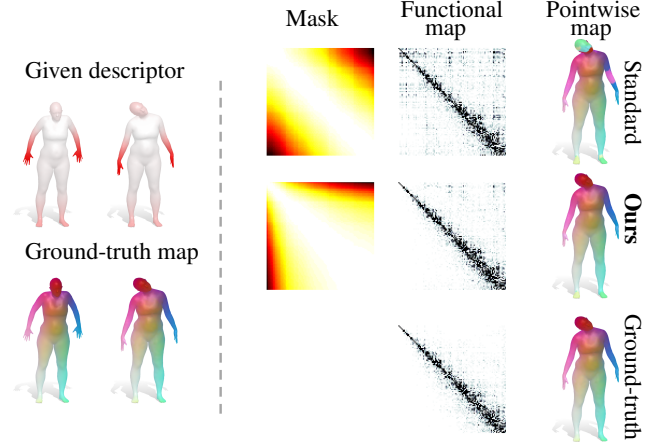 Given descriptor
Ground-truth map
Mask
Functional
map
Pointwise
map
Standard
Ours
Ground-truth